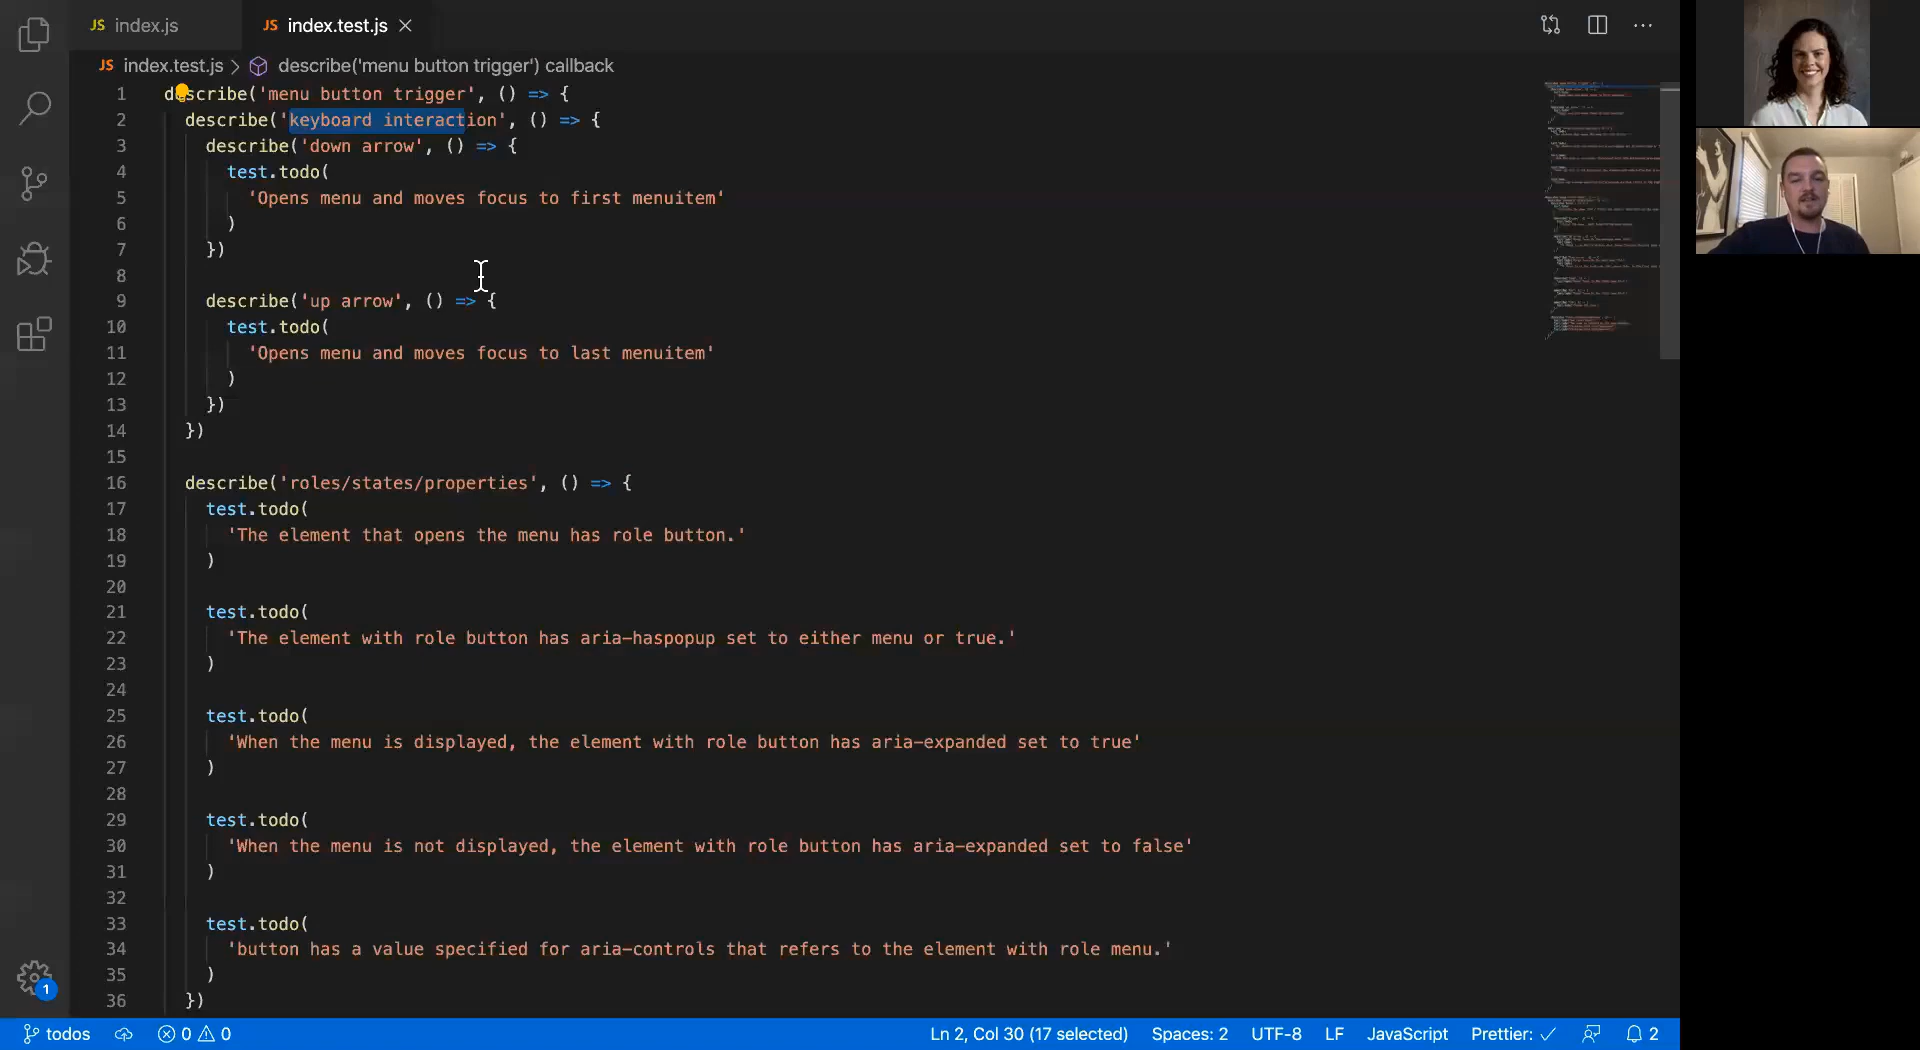 JS index.js
JS index.test.js
JS index.test.js > describe('menu button trigger') callback
1 describe('menu button trigger', () => {
2 describe('keyboard interaction', () => {
3 describe('down arrow', () => {
4 test.todo(
5 'Opens menu and moves focus to first menuitem'
6 )
7 })
8
9 describe('up arrow', () => {
10 test.todo(
11 'Opens menu and moves focus to last menuitem'
12 )
13 })
14 })
15
16 describe('roles/states/properties', () => {
17 test.todo(
18 'The element that opens the menu has role button.'
19 )
20
21 test.todo(
22 'The element with role button has aria-haspopup set to either menu or true.'
23 )
24
25 test.todo(
26 'When the menu is displayed, the element with role button has aria-expanded set to true'
27 )
28
29 test.todo(
30 'When the menu is not displayed, the element with role button has aria-expanded set to false'
31 )
32
33 test.todo(
34 'button has a value specified for aria-controls that refers to the element with role menu.'
35 )
36 })
1
todos 0 0 Ln 2, Col 30 (17 selected) Spaces: 2 UTF-8 LF JavaScript Prettier: ✓ 2